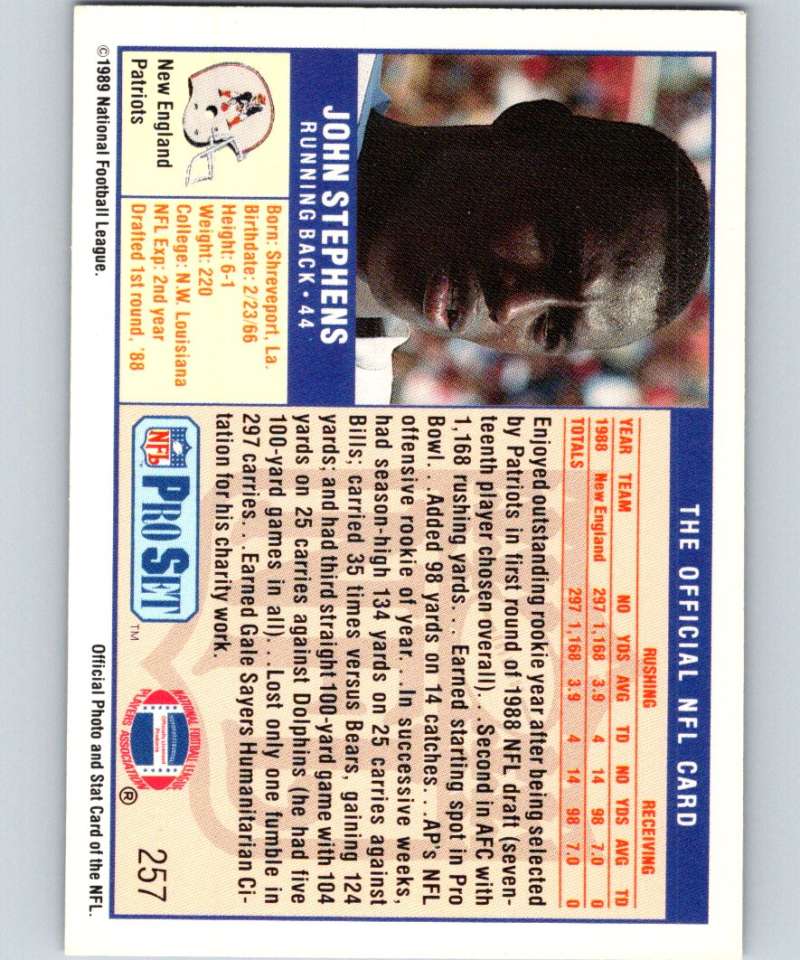 THE OFFICIAL NFL CARD
JOHN STEPHENS
RUNNING BACK • 44
New England
Patriots
Born: Shreveport, La.
Birthdate: 2/23/66
Height: 6-1
Weight: 220
College: N.W. Louisiana
NFL Exp: 2nd year
Drafted 1st round, '88
RUSHING RECEIVING
YEAR TEAM NO YDS AVG TD NO YDS AVG TD
1988 New England 297 1,168 3.9 4 14 98 7.0 0
TOTALS 297 1,168 3.9 4 14 98 7.0 0
Enjoyed outstanding rookie year after being selected
by Patriots in first round of 1988 NFL draft (seven-
teenth player chosen overall). . .Second in AFC with
1,168 rushing yards. . . Earned starting spot in Pro
Bowl. . .Added 98 yards on 14 catches. . .AP's NFL
offensive rookie of year. . .In successive weeks,
had season-high 134 yards on 25 carries against
Bills; carried 35 times versus Bears, gaining 124
yards; and had third straight 100-yard game with 104
yards on 25 carries against Dolphins (he had five
100-yard games in all). . .Lost only one fumble in
297 carries. . .Earned Gale Sayers Humanitarian Ci-
tation for his charity work.
NFL PRO SET TM
NATIONAL FOOTBALL LEAGUE
PLAYERS ASSOCIATION
Officially Licensed
Products
®
257
©1989 National Football League.
Official Photo and Stat Card of the NFL.